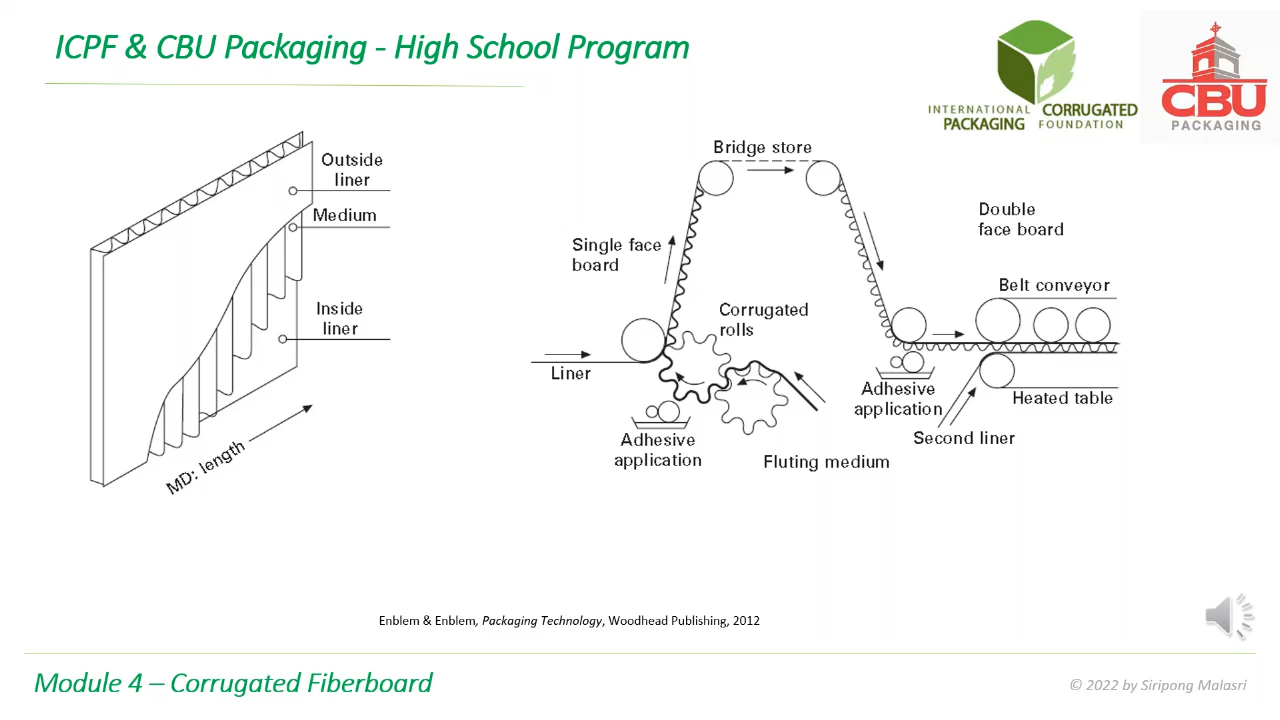 ICPF & CBU Packaging - High School Program
INTERNATIONAL CORRUGATED
PACKAGING FOUNDATION
CBU
PACKAGING
Outside
liner
Medium
Inside
liner
MD: length
Bridge store
Single face
board
Corrugated
rolls
Liner
Adhesive
application
Fluting medium
Double
face board
Belt conveyor
Adhesive
application
Heated table
Second liner
Enblem & Enblem, Packaging Technology, Woodhead Publishing, 2012
Module 4 – Corrugated Fiberboard
© 2022 by Siripong Malasri